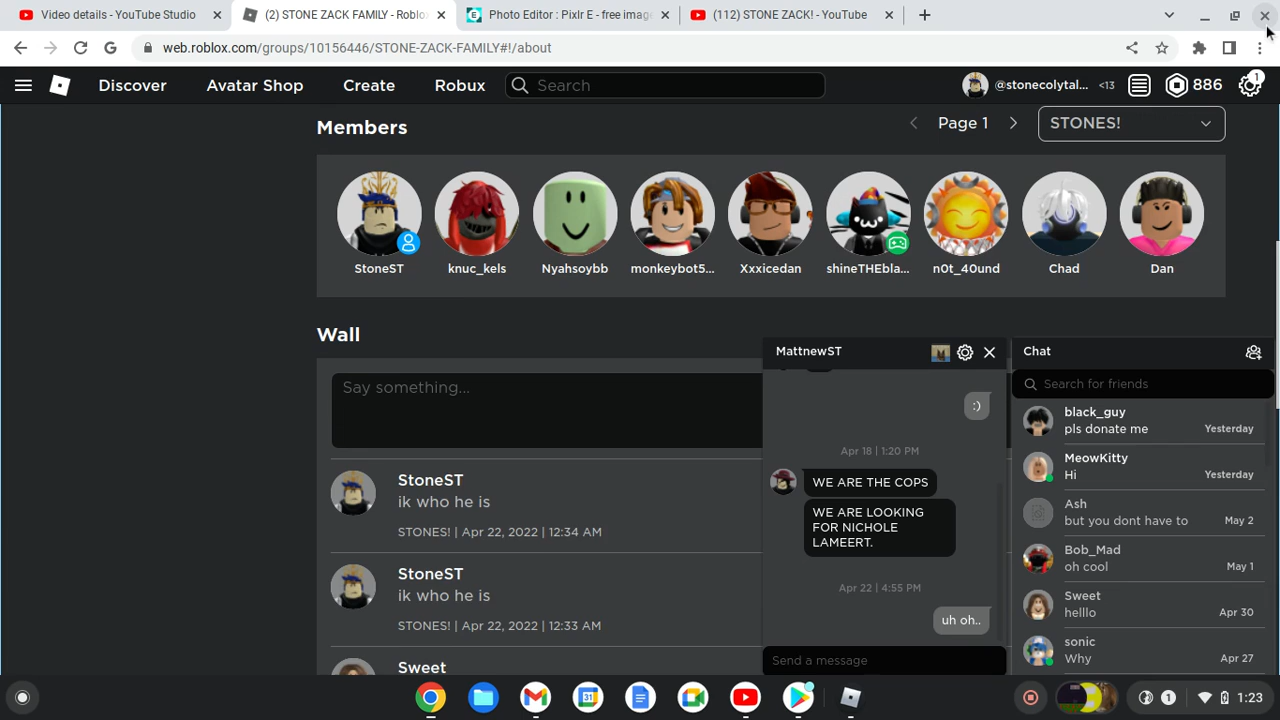 Video details - YouTube Studio
(2) STONE ZACK FAMILY - Roblox
Photo Editor : Pixlr E - free image
(112) STONE ZACK! - YouTube
web.roblox.com/groups/10156446/STONE-ZACK-FAMILY#!/about
Discover
Avatar Shop
Create
Robux
Search
@stonecolytal...
<13
886
1
Members
Page 1
STONES!
StoneST
knuc_kels
Nyahsoybb
monkeybot5...
Xxxicedan
shineTHEbla...
n0t_40und
Chad
Dan
Wall
Say something...
StoneST
ik who he is
STONES! | Apr 22, 2022 | 12:34 AM
StoneST
ik who he is
STONES! | Apr 22, 2022 | 12:33 AM
Sweet
MattnewST
:)
Apr 18 | 1:20 PM
WE ARE THE COPS
WE ARE LOOKING
FOR NICHOLE
LAMEERT.
Apr 22 | 4:55 PM
uh oh..
Send a message
Chat
Search for friends
black_guy
pls donate me
Yesterday
MeowKitty
Hi
Yesterday
Ash
but you dont have to
May 2
Bob_Mad
oh cool
May 1
Sweet
helllo
Apr 30
sonic
Why
Apr 27
31
1
1:23